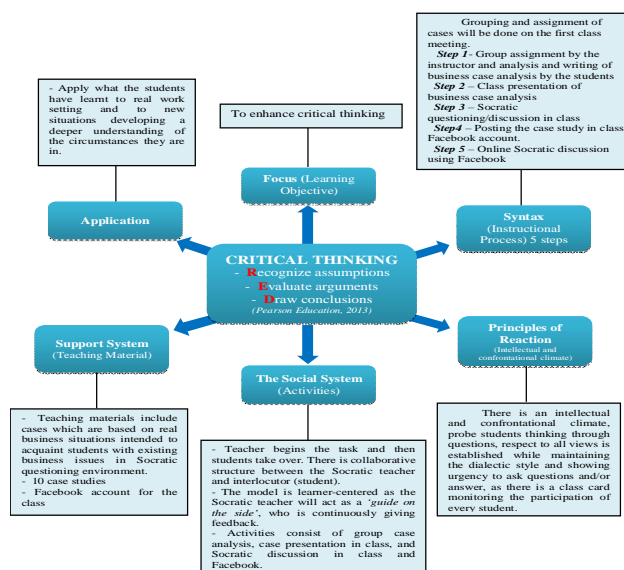 Grouping and assignment of
cases will be done on the first class
meeting.
Step 1- Group assignment by the
instructor and analysis and writing of
business case analysis by the students
Step 2 – Class presentation of
business case analysis
Step 3 – Socratic
questioning/discussion in class
Step4 – Posting the case study in class
Facebook account.
Step 5 – Online Socratic discussion
using Facebook
- Apply what the students
have learnt to real work
setting and to new
situations developing a
deeper understanding of
the circumstances they are
in.
To enhance critical thinking
Focus (Learning
Objective)
Application
Syntax
(Instructional
Process) 5 steps
CRITICAL THINKING
- Recognize assumptions
- Evaluate arguments
- Draw conclusions
(Pearson Education, 2013)
Support System
(Teaching Material)
The Social System
(Activities)
Principles of
Reaction
(Intellectual and
confrontational climate)
- Teaching materials include
cases which are based on real
business situations intended to
acquaint students with existing
business issues in Socratic
questioning environment.
- 10 case studies
- Facebook account for the
class
- Teacher begins the task and then
students take over. There is collaborative
structure between the Socratic teacher
and interlocutor (student).
- The model is learner-centered as the
Socratic teacher will act as a ‘guide on
the side’, who is continuously giving
feedback.
- Activities consist of group case
analysis, case presentation in class, and
Socratic discussion in class and
Facebook.
There is an intellectual
and confrontational climate,
probe students thinking through
questions, respect to all views is
established while maintaining
the dialectic style and showing
urgency to ask questions and/or
answer, as there is a class card
monitoring the participation of
every student.